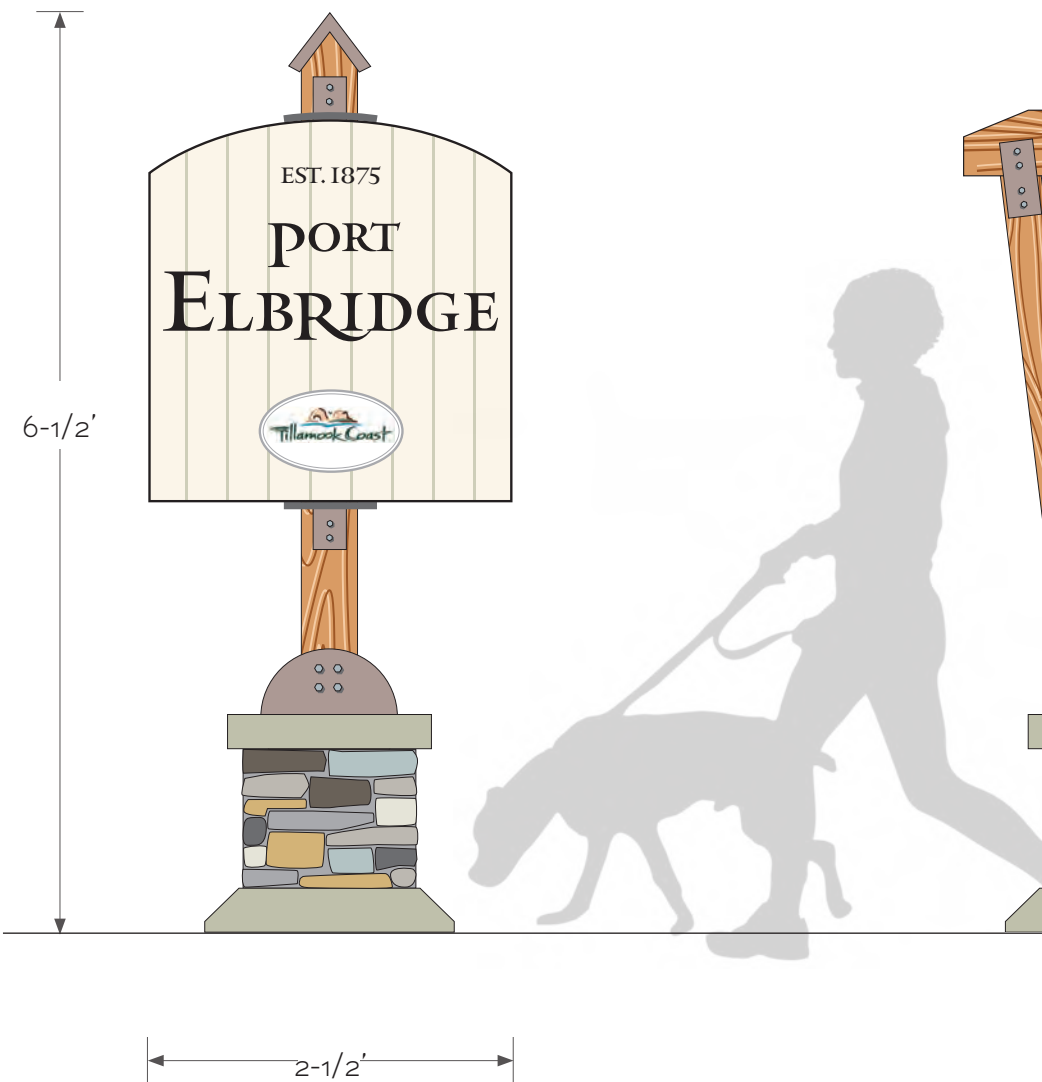 EST. 1875
PORT
ELBRIDGE
Tillamook Coast
6-1/2'
2-1/2'